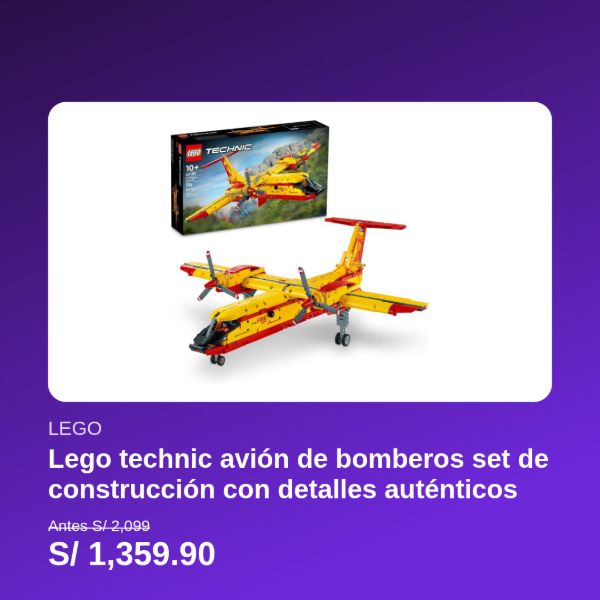 LEGO TECHNIC
10+
FIRE
LEGO
Lego technic avión de bomberos set de
construcción con detalles auténticos
Antes S/ 2,099
S/ 1,359.90